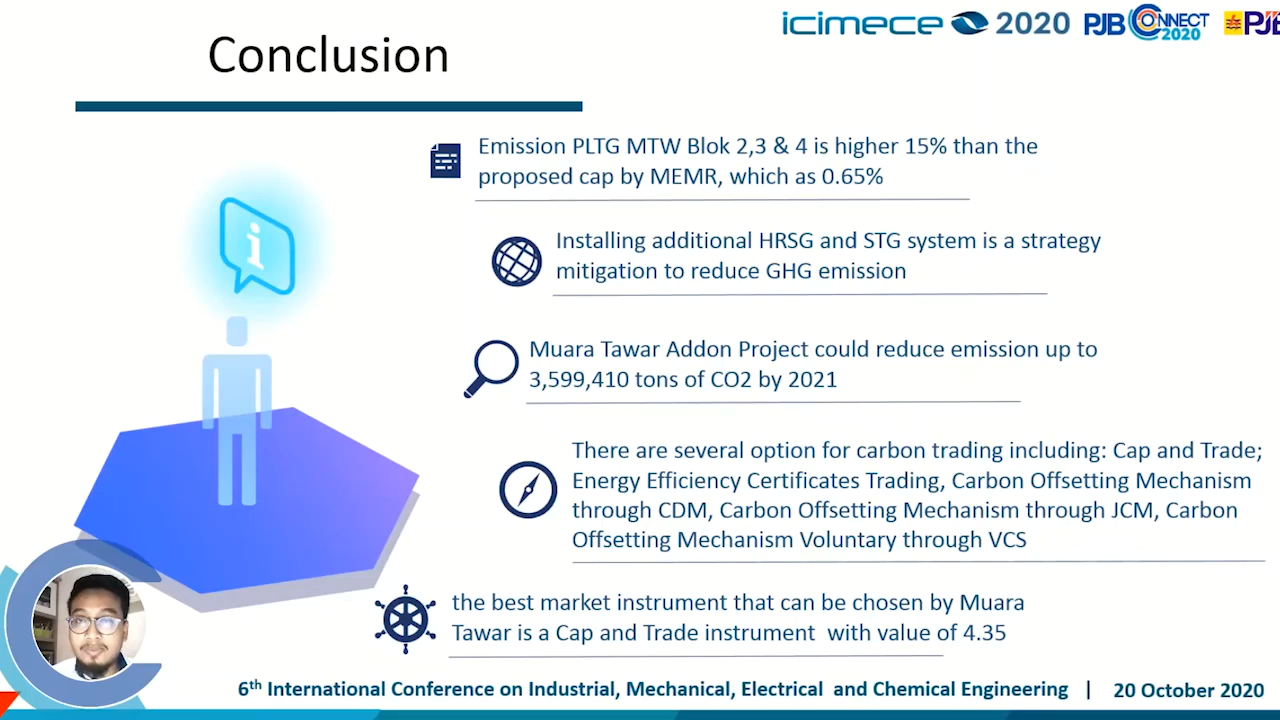 icimece 2020 PJB CONNECT 2020 PJB
Conclusion
Emission PLTG MTW Blok 2,3 & 4 is higher 15% than the
proposed cap by MEMR, which as 0.65%
Installing additional HRSG and STG system is a strategy
mitigation to reduce GHG emission
Muara Tawar Addon Project could reduce emission up to
3,599,410 tons of CO2 by 2021
There are several option for carbon trading including: Cap and Trade;
Energy Efficiency Certificates Trading, Carbon Offsetting Mechanism
through CDM, Carbon Offsetting Mechanism through JCM, Carbon
Offsetting Mechanism Voluntary through VCS
the best market instrument that can be chosen by Muara
Tawar is a Cap and Trade instrument with value of 4.35
6th International Conference on Industrial, Mechanical, Electrical and Chemical Engineering | 20 October 2020